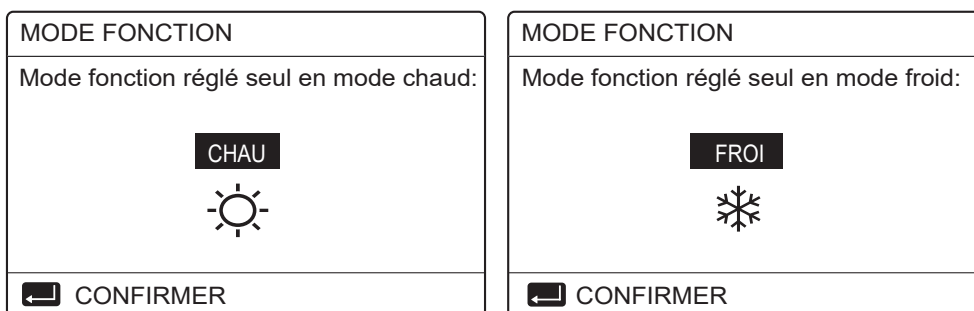 MODE FONCTION
Mode fonction réglé seul en mode chaud:
CHAU
CONFIRMER
MODE FONCTION
Mode fonction réglé seul en mode froid:
FROI
CONFIRMER